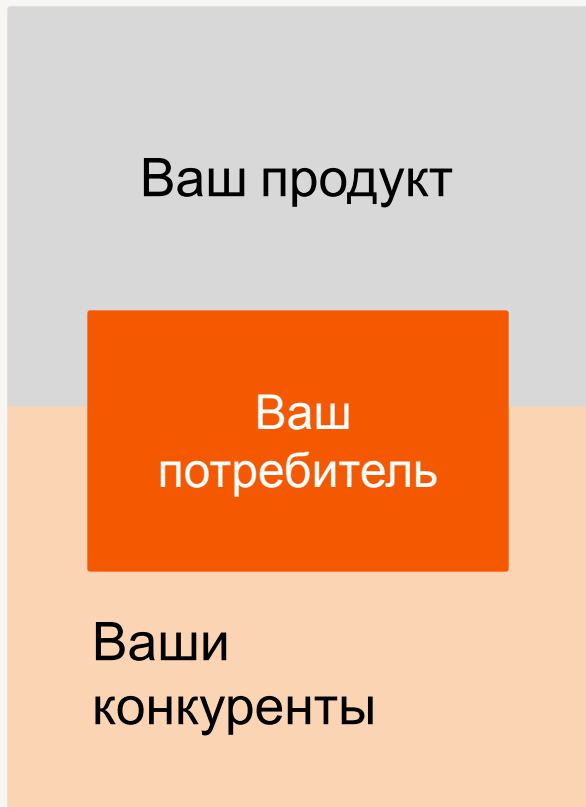 Ваш продукт
Ваш
потребитель
Ваши
конкуренты